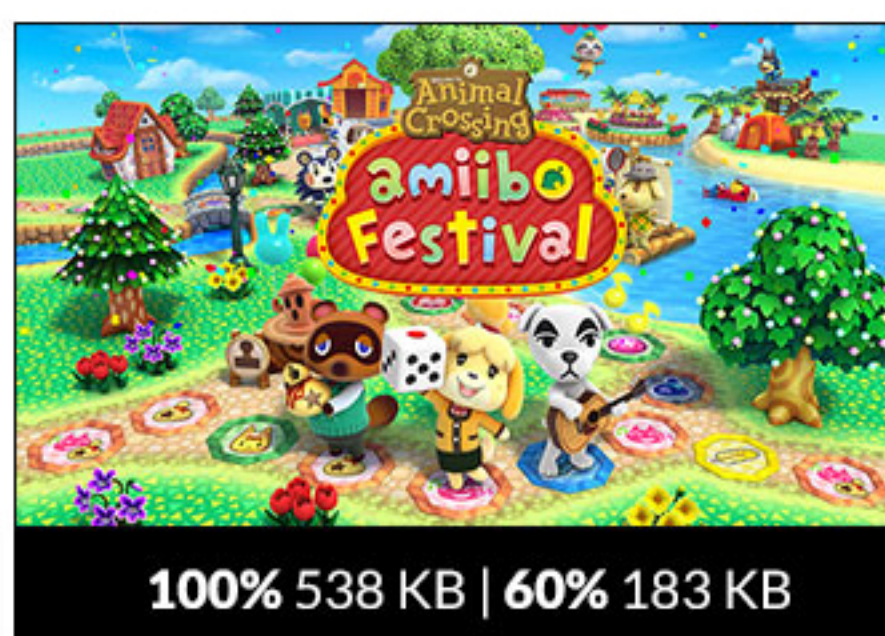 Animal
Crossing
amiibo
Festival
100% 538 KB | 60% 183 KB